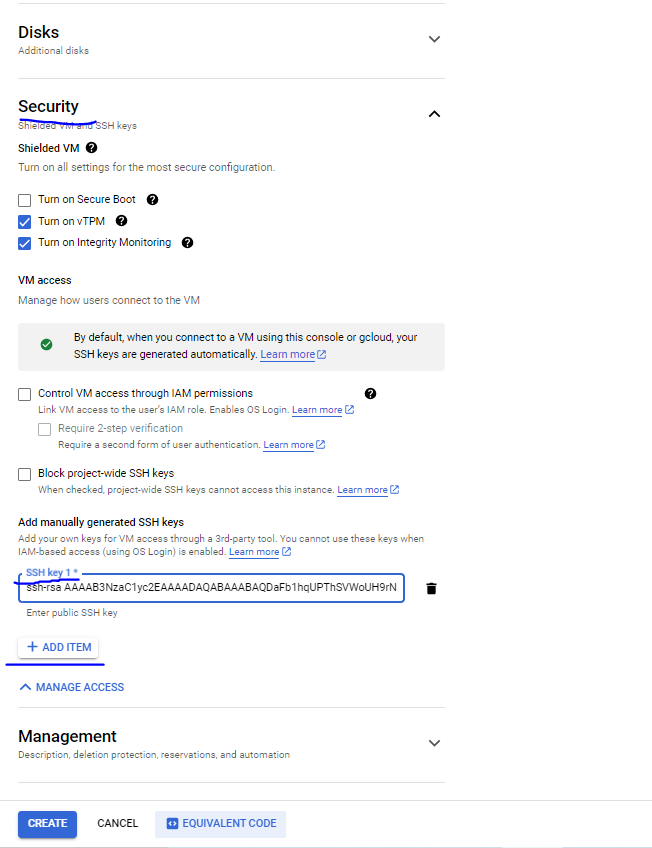 Disks
Additional disks
Security
Shielded VM and SSH keys
Shielded VM
Turn on all settings for the most secure configuration.
Turn on Secure Boot
Turn on vTPM
Turn on Integrity Monitoring
VM access
Manage how users connect to the VM
By default, when you connect to a VM using this console or gcloud, your
SSH keys are generated automatically. Learn more
Control VM access through IAM permissions
Link VM access to the user's IAM role. Enables OS Login. Learn more
Require 2-step verification
Require a second form of user authentication. Learn more
Block project-wide SSH keys
When checked, project-wide SSH keys cannot access this instance. Learn more
Add manually generated SSH keys
Add your own keys for VM access through a 3rd-party tool. You cannot use these keys when
IAM-based access (using OS Login) is enabled. Learn more
SSH key 1 *
ssh-rsa AAAAB3NzaC1yc2EAAAADAQABAAABAQDaFb1hqUPThSVWoUH9rN
Enter public SSH key
+ ADD ITEM
MANAGE ACCESS
Management
Description, deletion protection, reservations, and automation
CREATE CANCEL EQUIVALENT CODE